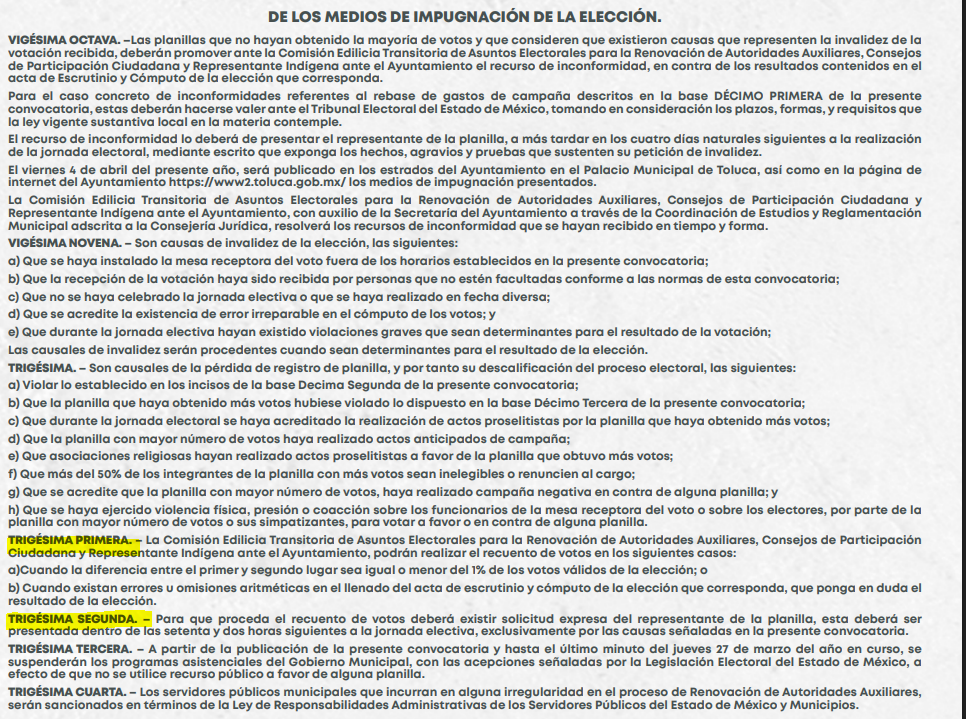 DE LOS MEDIOS DE IMPUGNACIÓN DE LA ELECCIÓN.
VIGÉSIMA OCTAVA. –Las planillas que no hayan obtenido la mayoría de votos y que consideren que existieron causas que representen la invalidez de la
votación recibida, deberán promover ante la Comisión Edilicia Transitoria de Asuntos Electorales para la Renovación de Autoridades Auxiliares, Consejos
de Participación Ciudadana y Representante Indígena ante el Ayuntamiento el recurso de inconformidad, en contra de los resultados contenidos en el
acta de Escrutinio y Cómputo de la elección que corresponda.
Para el caso concreto de inconformidades referentes al rebase de gastos de campaña descritos en la base DÉCIMO PRIMERA de la presente
convocatoria, estas deberán hacerse valer ante el Tribunal Electoral del Estado de México, tomando en consideración los plazos, formas, y requisitos que
la ley vigente sustantiva local en la materia contemple.
El recurso de inconformidad lo deberá de presentar el representante de la planilla, a más tardar en los cuatro días naturales siguientes a la realización
de la jornada electoral, mediante escrito que exponga los hechos, agravios y pruebas que sustenten su petición de invalidez.
El viernes 4 de abril del presente año, será publicado en los estrados del Ayuntamiento en el Palacio Municipal de Toluca, así como en la página de
internet del Ayuntamiento https://www2.toluca.gob.mx/ los medios de impugnación presentados.
La Comisión Edilicia Transitoria de Asuntos Electorales para la Renovación de Autoridades Auxiliares, Consejos de Participación Ciudadana y
Representante Indígena ante el Ayuntamiento, con auxilio de la Secretaría del Ayuntamiento a través de la Coordinación de Estudios y Reglamentación
Municipal adscrita a la Consejería Jurídica, resolverá los recursos de inconformidad que se hayan recibido en tiempo y forma.
VIGÉSIMA NOVENA. – Son causas de invalidez de la elección, las siguientes:
a) Que se haya instalado la mesa receptora del voto fuera de los horarios establecidos en la presente convocatoria;
b) Que la recepción de la votación haya sido recibida por personas que no estén facultadas conforme a las normas de esta convocatoria;
c) Que no se haya celebrado la jornada electiva o que se haya realizado en fecha diversa;
d) Que se acredite la existencia de error irreparable en el cómputo de los votos; y
e) Que durante la jornada electiva hayan existido violaciones graves que sean determinantes para el resultado de la votación;
Las causales de invalidez serán procedentes cuando sean determinantes para el resultado de la elección.
TRIGÉSIMA. – Son causales de la pérdida de registro de planilla, y por tanto su descalificación del proceso electoral, las siguientes:
a) Violar lo establecido en los incisos de la base Decima Segunda de la presente convocatoria;
b) Que la planilla que haya obtenido más votos hubiese violado lo dispuesto en la base Décimo Tercera de la presente convocatoria;
c) Que durante la jornada electoral se haya acreditado la realización de actos proselitistas por la planilla que haya obtenido más votos;
d) Que la planilla con mayor número de votos haya realizado actos anticipados de campaña;
e) Que asociaciones religiosas hayan realizado actos proselitistas a favor de la planilla que obtuvo más votos;
f) Que más del 50% de los integrantes de la planilla con más votos sean inelegibles o renuncien al cargo;
g) Que se acredite que la planilla con mayor número de votos, haya realizado campaña negativa en contra de alguna planilla; y
h) Que se haya ejercido violencia física, presión o coacción sobre los funcionarios de la mesa receptora del voto o sobre los electores, por parte de la
planilla con mayor número de votos o sus simpatizantes, para votar a favor o en contra de alguna planilla.
TRIGÉSIMA PRIMERA. – La Comisión Edilicia Transitoria de Asuntos Electorales para la Renovación de Autoridades Auxiliares, Consejos de Participación
Ciudadana y Representante Indígena ante el Ayuntamiento, podrán realizar el recuento de votos en los siguientes casos:
a)Cuando la diferencia entre el primer y segundo lugar sea igual o menor del 1% de los votos válidos de la elección; o
b) Cuando existan errores u omisiones aritméticas en el llenado del acta de escrutinio y cómputo de la elección que corresponda, que ponga en duda el
resultado de la elección.
TRIGÉSIMA SEGUNDA. – Para que proceda el recuento de votos deberá existir solicitud expresa del representante de la planilla, esta deberá ser
presentada dentro de las setenta y dos horas siguientes a la jornada electiva, exclusivamente por las causas señaladas en la presente convocatoria.
TRIGÉSIMA TERCERA. – A partir de la publicación de la presente convocatoria y hasta el último minuto del jueves 27 de marzo del año en curso, se
suspenderán los programas asistenciales del Gobierno Municipal, con las acepciones señaladas por la Legislación Electoral del Estado de México, a
efecto de que no se utilice recurso público a favor de alguna planilla.
TRIGÉSIMA CUARTA. – Los servidores públicos municipales que incurran en alguna irregularidad en el proceso de Renovación de Autoridades Auxiliares,
serán sancionados en términos de la Ley de Responsabilidades Administrativas de los Servidores Públicos del Estado de México y Municipios.